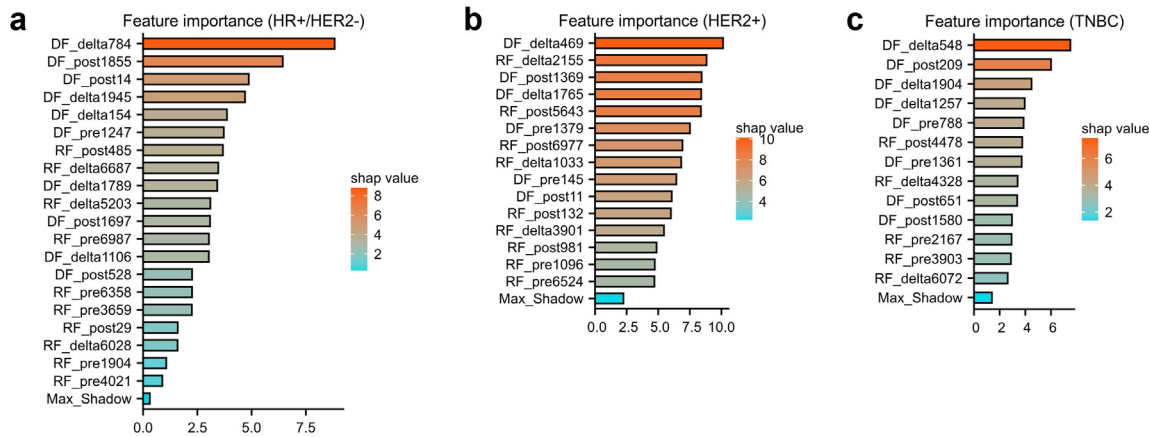 a
Feature importance (HR+/HER2-)
DF_delta784
DF_post1855
DF_post14
DF_delta1945
DF_delta154
DF_pre1247
RF_post485
RF_delta6687
DF_delta1789
RF_delta5203
DF_post1697
RF_pre6987
DF_delta1106
DF_post528
RF_pre6358
RF_pre3659
RF_post29
RF_delta6028
RF_pre1904
RF_pre4021
Max_Shadow
0.0 2.5 5.0 7.5
shap value
8
6
4
2
b
Feature importance (HER2+)
DF_delta469
RF_delta2155
DF_post1369
DF_delta1765
RF_post5643
DF_pre1379
RF_post6977
RF_delta1033
DF_pre145
DF_post11
RF_post132
RF_delta3901
RF_post981
RF_pre1096
RF_pre6524
Max_Shadow
0.0 2.5 5.0 7.5 10.0
shap value
10
8
6
4
c
Feature importance (TNBC)
DF_delta548
DF_post209
DF_delta1904
DF_delta1257
DF_pre788
RF_post4478
DF_pre1361
RF_delta4328
DF_post651
DF_post1580
RF_pre2167
RF_pre3903
RF_delta6072
Max_Shadow
0 2 4 6
shap value
6
4
2